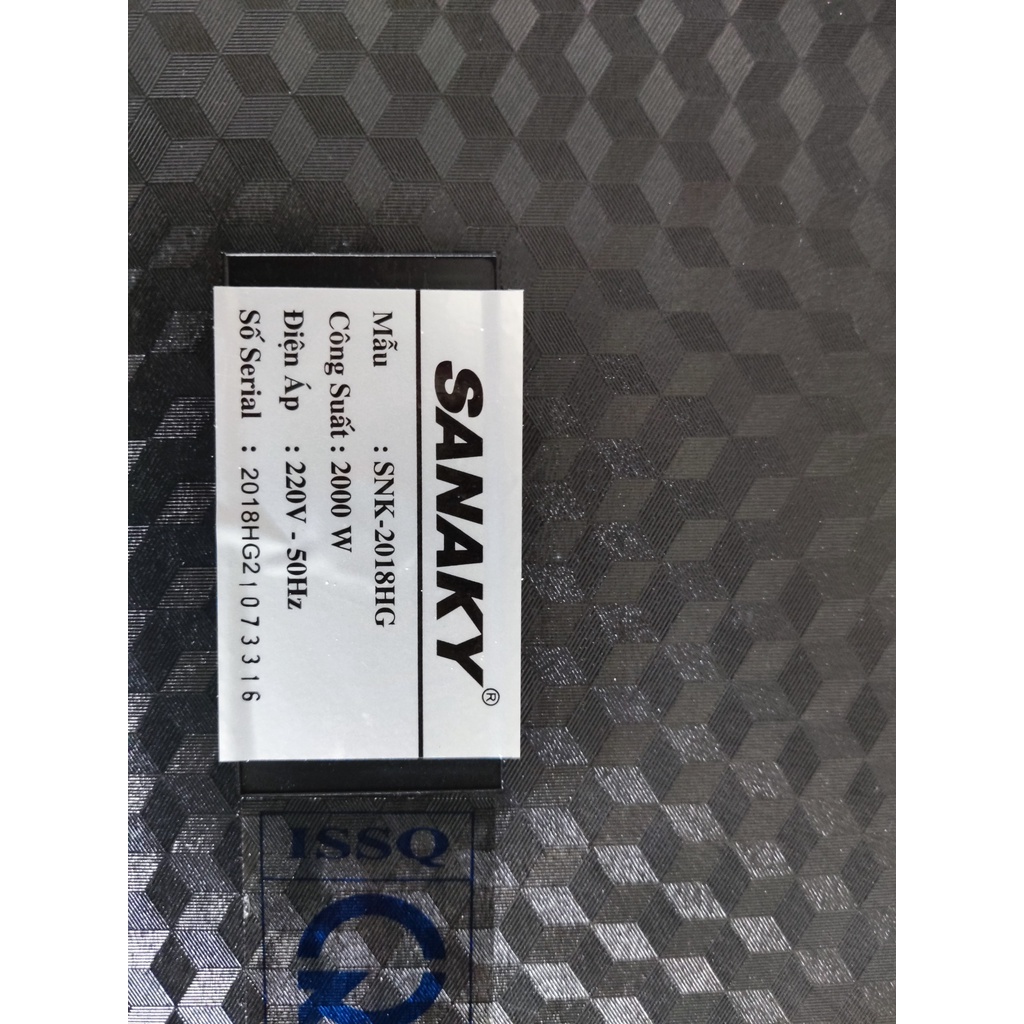 SANAKY®
Mẫu : SNK-2018HG
Công Suất : 2000 W
Điện Áp : 220V - 50Hz
Số Serial : 2018HG21073316
ISSQ